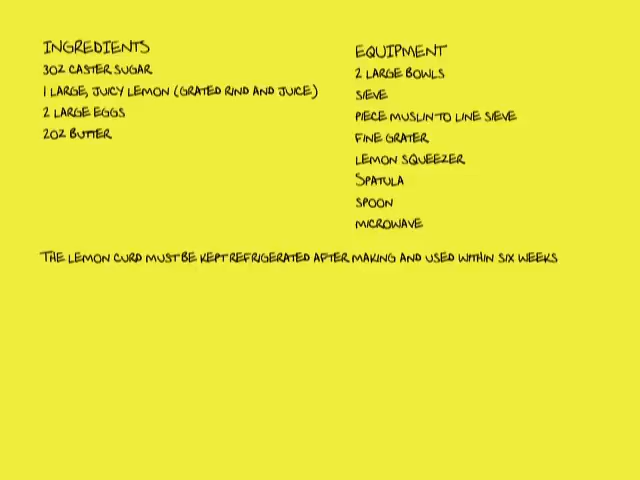 INGREDIENTS
3OZ CASTER SUGAR
1 LARGE, JUICY LEMON (GRATED RIND AND JUICE)
2 LARGE EGGS
2OZ BUTTER
EQUIPMENT
2 LARGE BOWLS
SIEVE
PIECE MUSLIN TO LINE SIEVE
FINE GRATER
LEMON SQUEEZER
SPATULA
SPOON
MICROWAVE
THE LEMON CURD MUST BE KEPT REFRIGERATED AFTER MAKING AND USED WITHIN SIX WEEKS